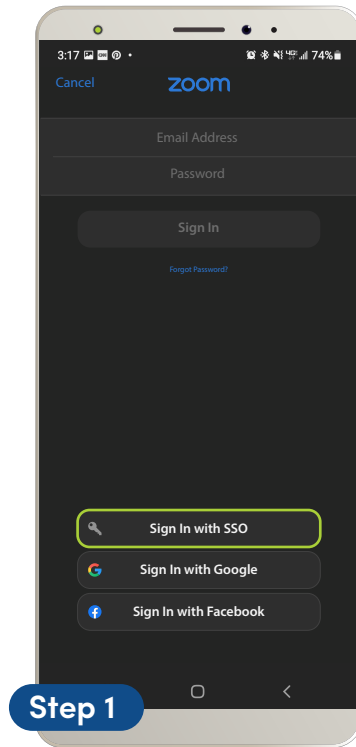 3:17 74%
Cancel zoom
Email Address
Password
Sign In
Forgot Password?
Sign In with SSO
Sign In with Google
Sign In with Facebook
Step 1